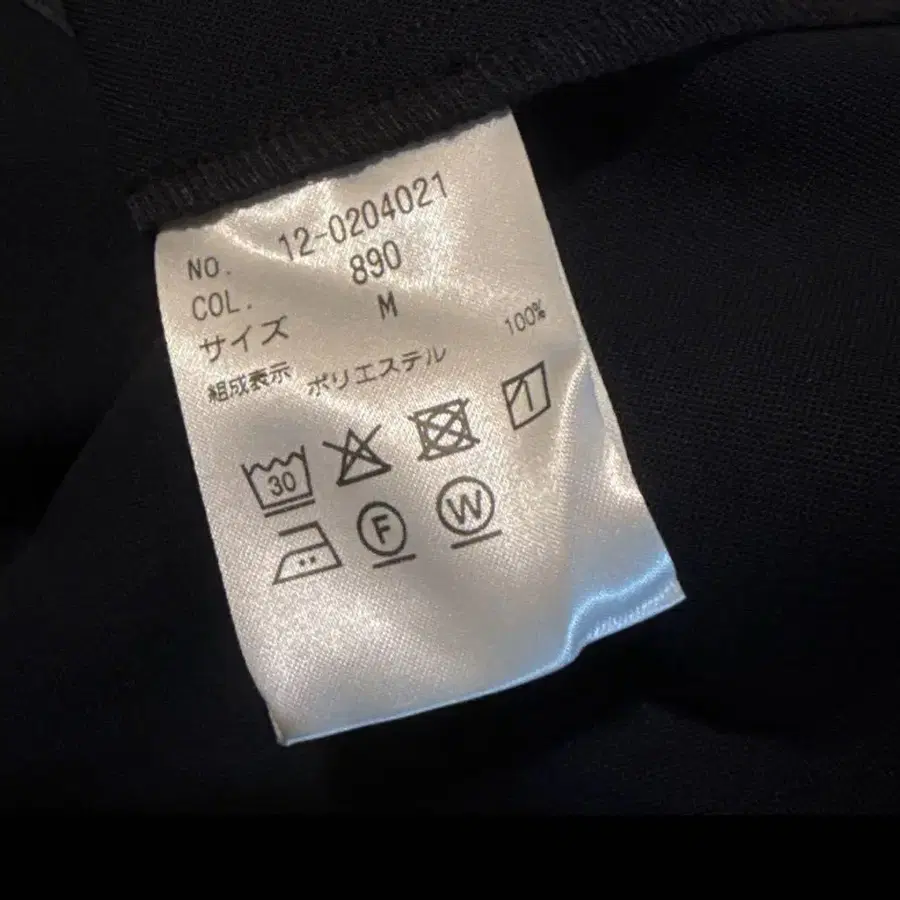 NO. 12-0204021
COL. 890
サイズ M
組成表示 ポリエステル 100%
30
F W